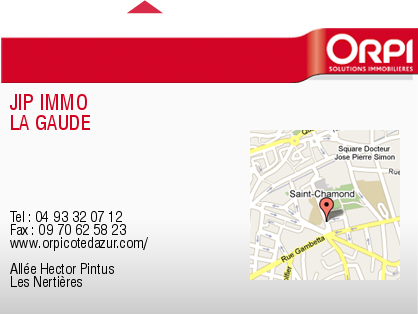 ORPI
SOLUTIONS IMMOBILIÈRES
JIP IMMO
LA GAUDE
Square Docteur
Jose Pierre Simon
Saint-Chamond
Rue Gambetta
Tel : 04 93 32 07 12
Fax : 09 70 62 58 23
www.orpicotedazur.com/
Allée Hector Pintus
Les Nertières